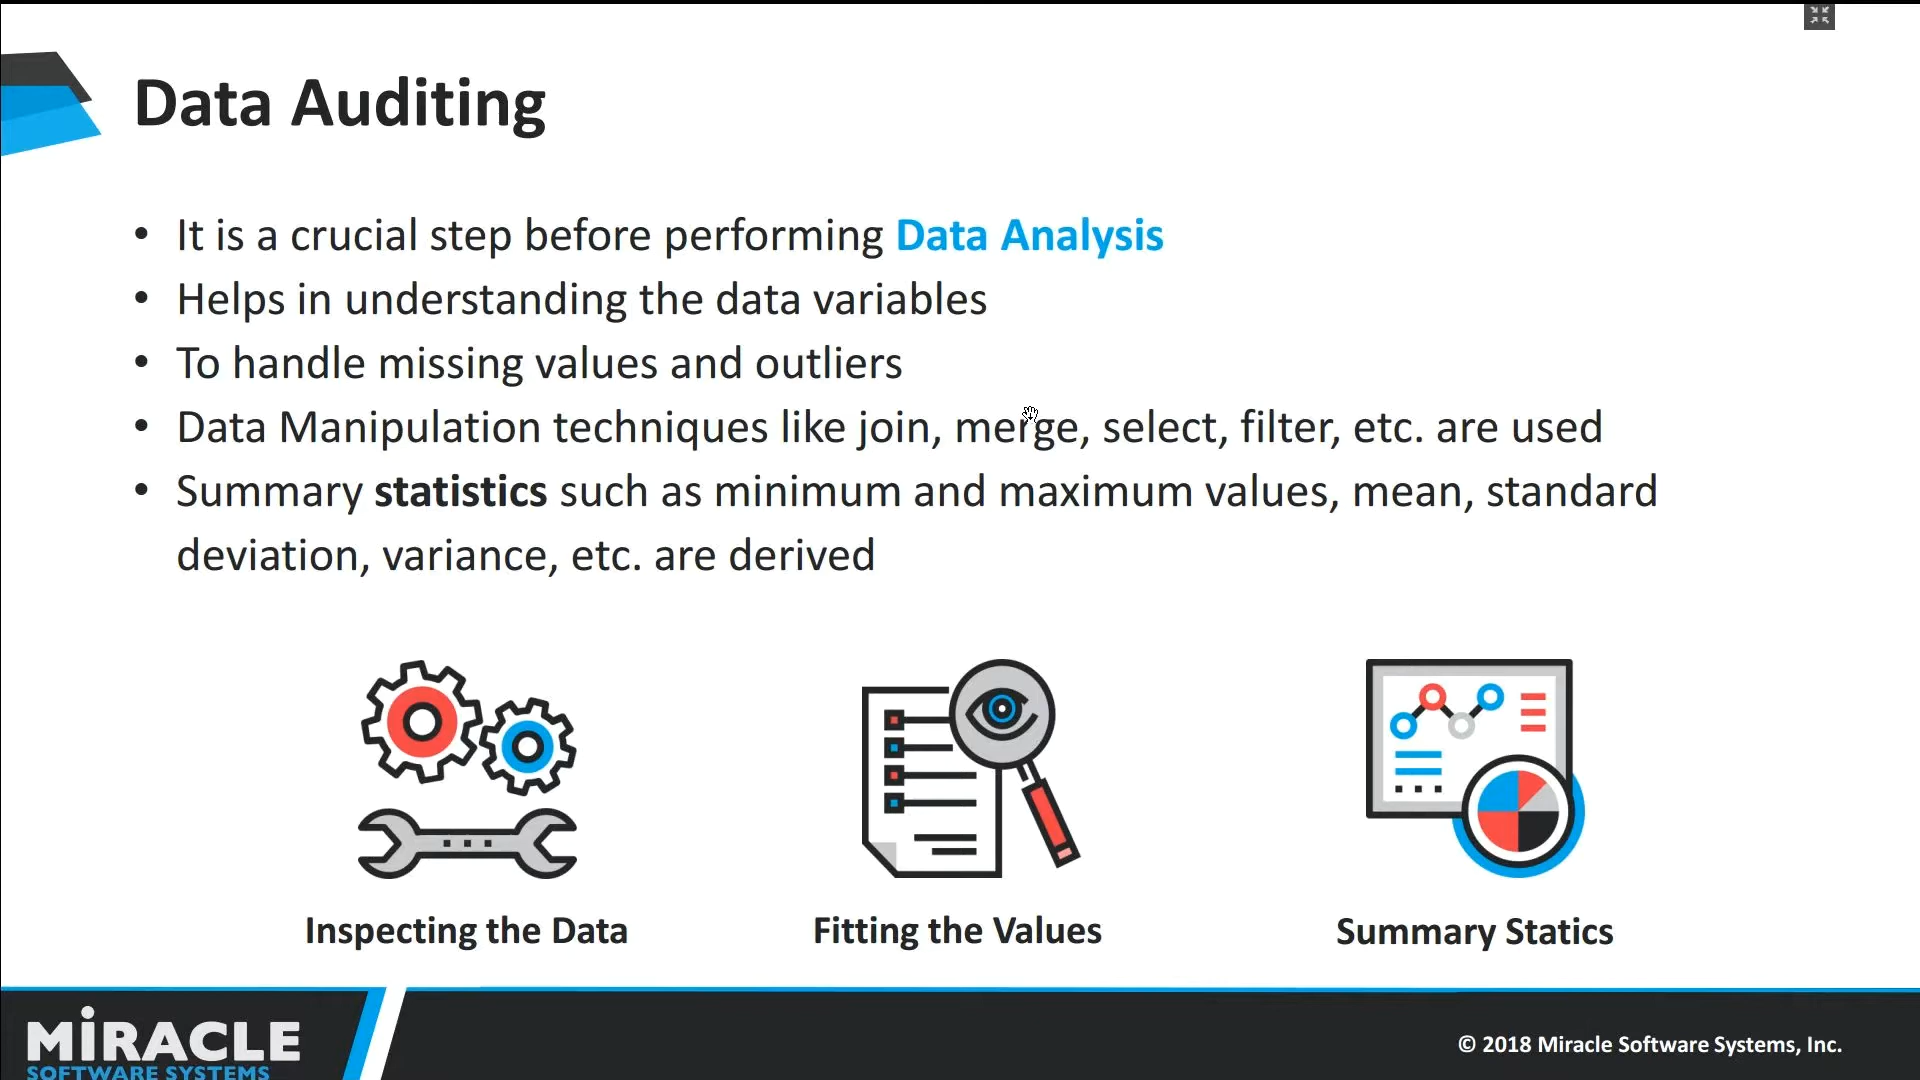 Data Auditing
• It is a crucial step before performing Data Analysis
• Helps in understanding the data variables
• To handle missing values and outliers
• Data Manipulation techniques like join, merge, select, filter, etc. are used
• Summary statistics such as minimum and maximum values, mean, standard
deviation, variance, etc. are derived
Inspecting the Data
Fitting the Values
Summary Statics
MiRACLE
SOFTWARE SYSTEMS
© 2018 Miracle Software Systems, Inc.